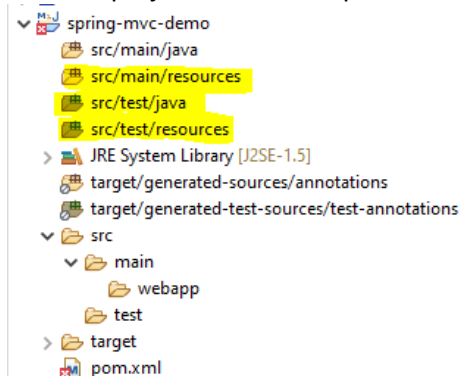 spring-mvc-demo
src/main/java
src/main/resources
src/test/java
src/test/resources
JRE System Library [J2SE-1.5]
target/generated-sources/annotations
target/generated-test-sources/test-annotations
src
main
webapp
test
target
pom.xml